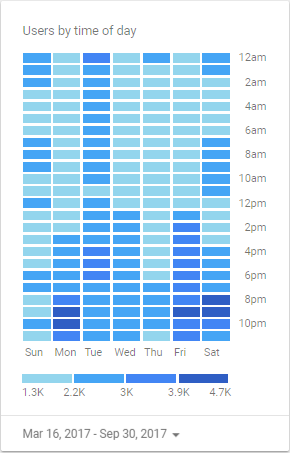 Users by time of day
12am
2am
4am
6am
8am
10am
12pm
2pm
4pm
6pm
8pm
10pm
Sun Mon Tue Wed Thu Fri Sat
1.3K 2.2K 3K 3.9K 4.7K
Mar 16, 2017 - Sep 30, 2017